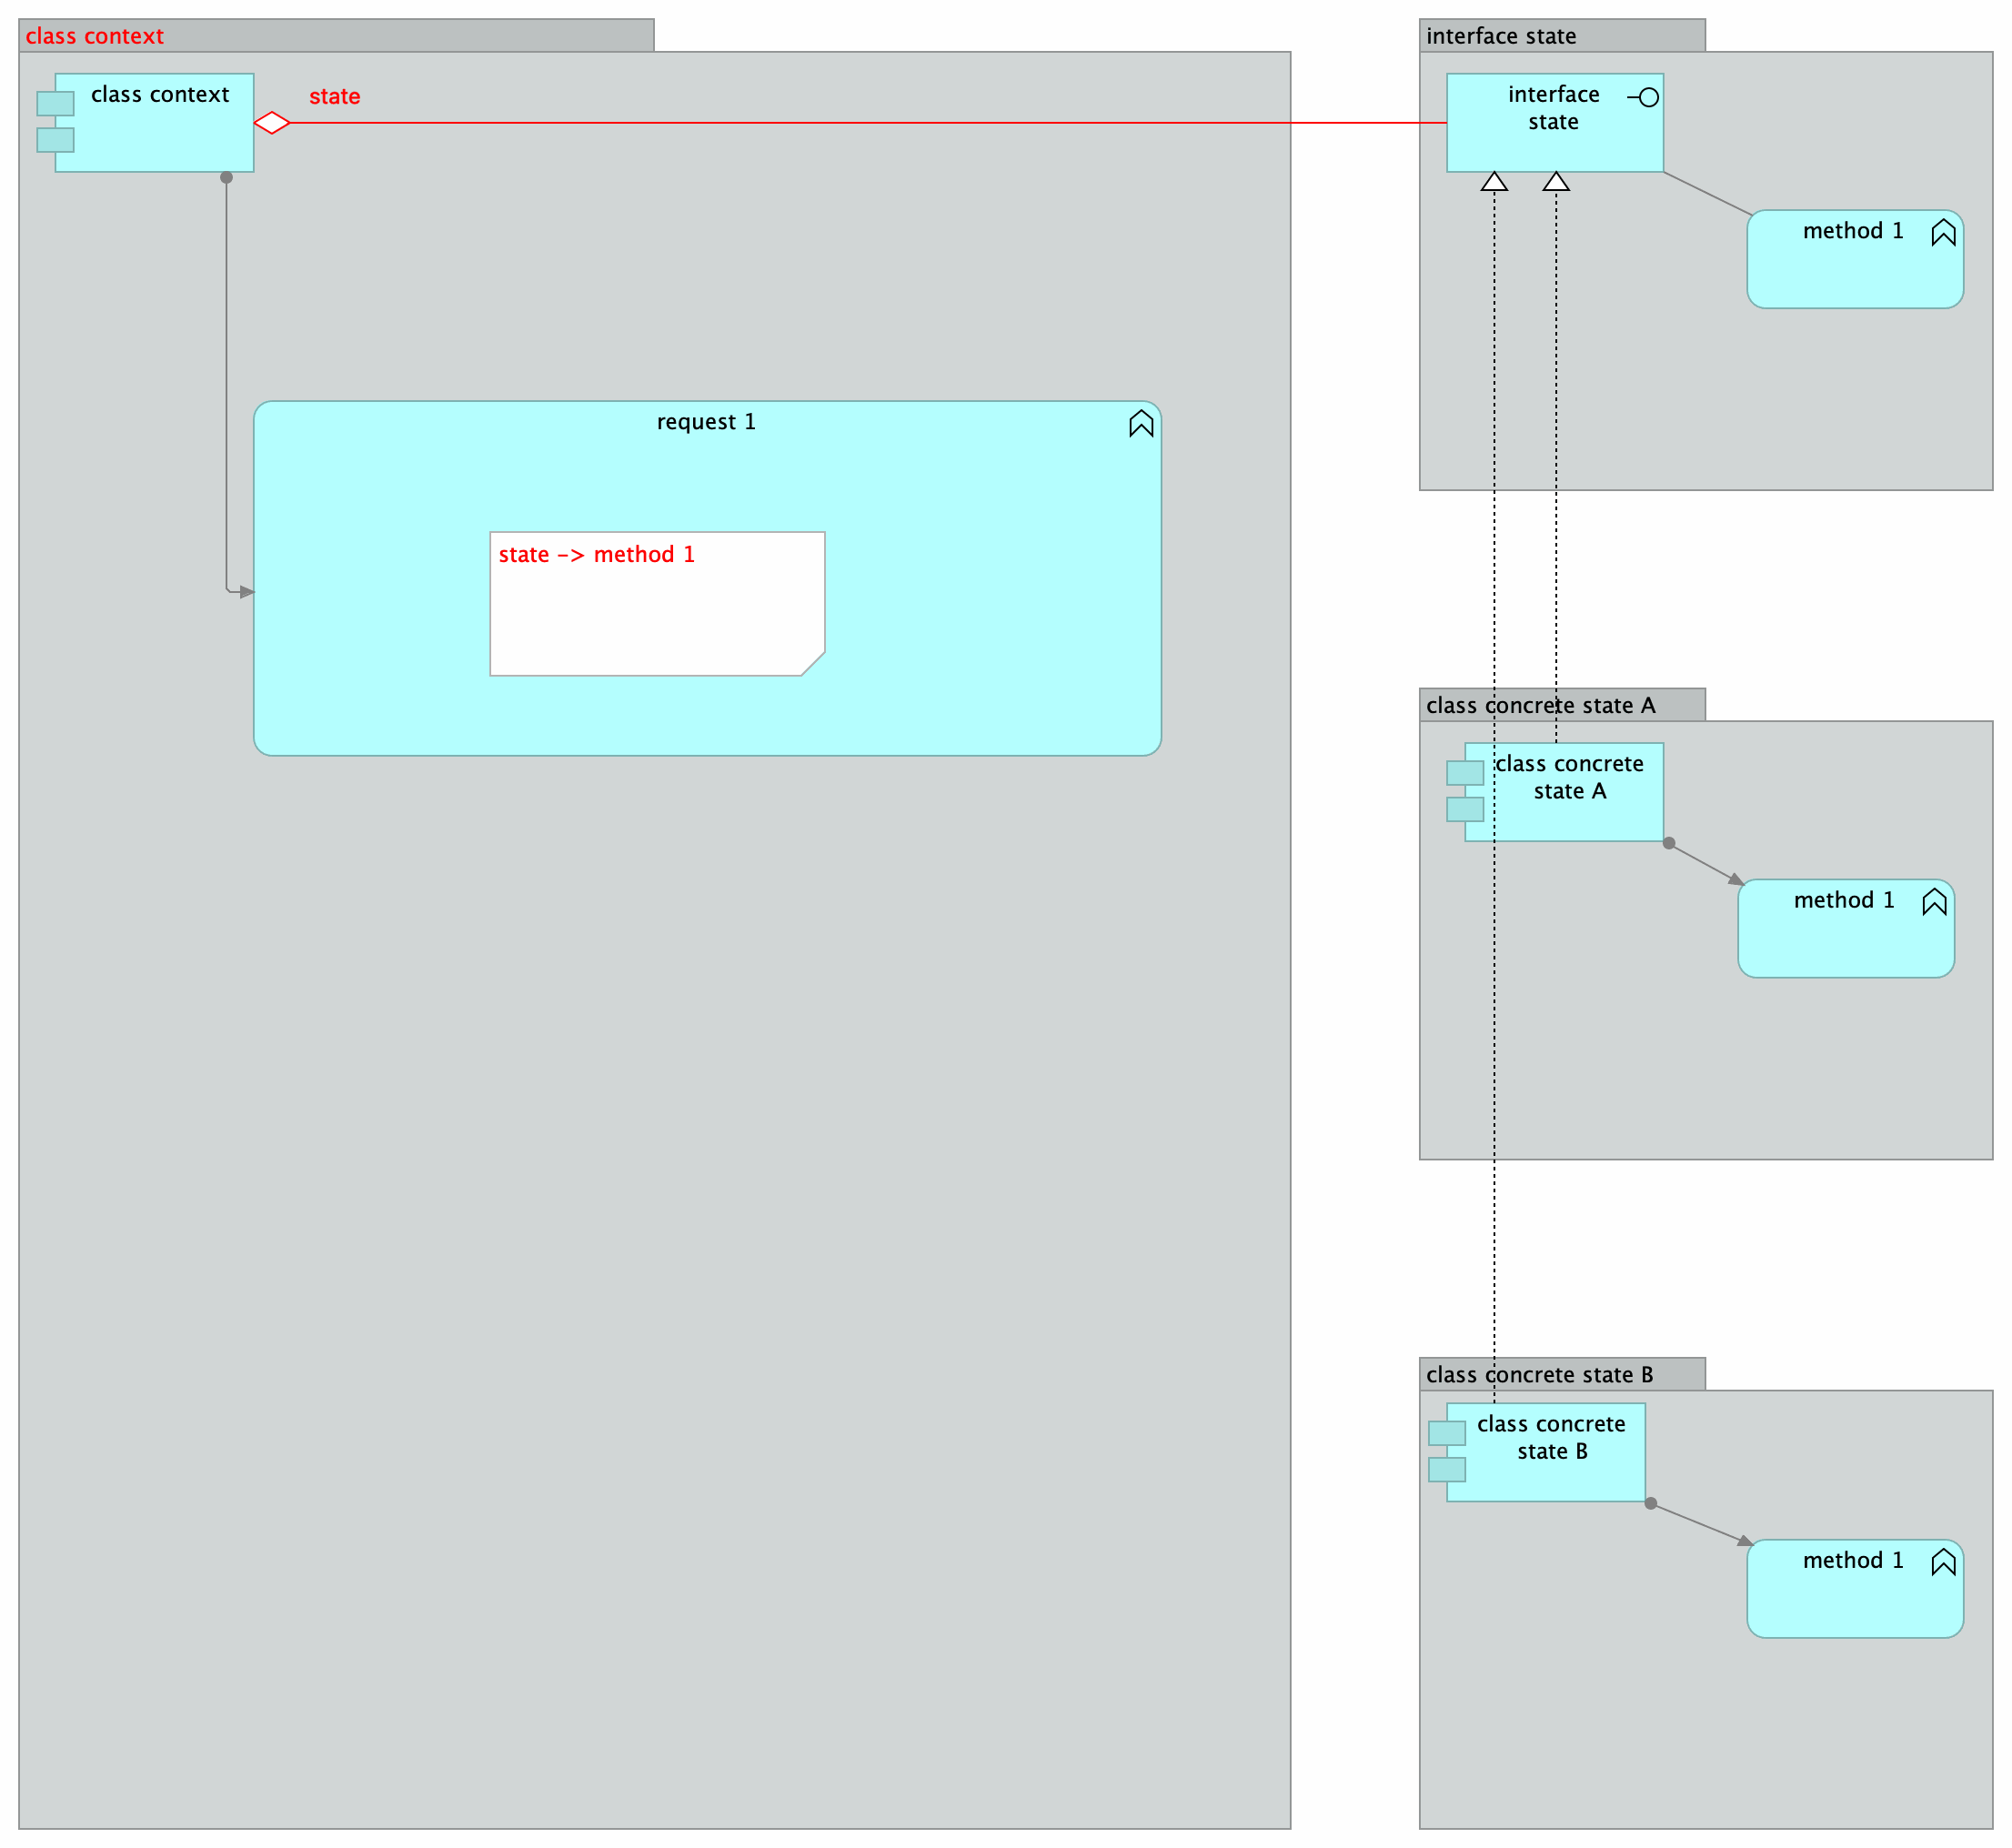 class context
class context
state
request 1
state -> method 1
interface state
interface
state
method 1
class concrete state A
class concrete
state A
method 1
class concrete state B
class concrete
state B
method 1